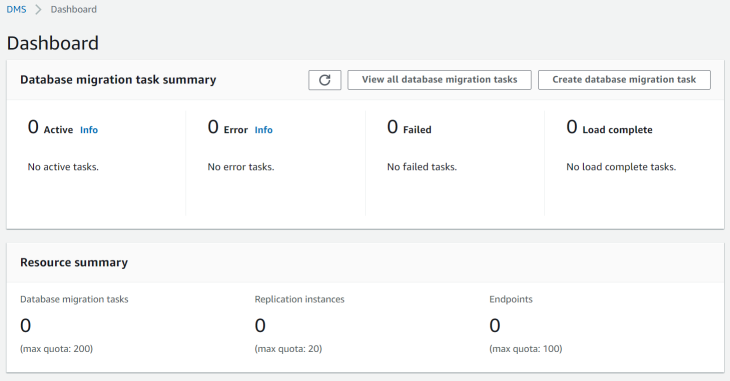 DMS > Dashboard
Dashboard
Database migration task summary View all database migration tasks Create database migration task
0 Active Info 0 Error Info 0 Failed 0 Load complete
No active tasks. No error tasks. No failed tasks. No load complete tasks.
Resource summary
Database migration tasks Replication instances Endpoints
0 0 0
(max quota: 200) (max quota: 20) (max quota: 100)